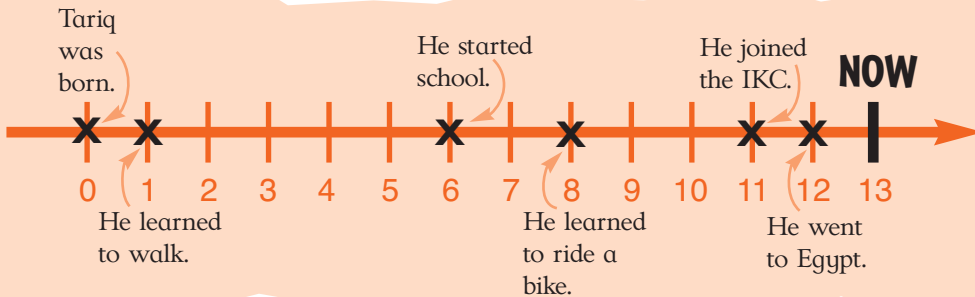 Tariq
was
born.
He started
school.
He joined
the IKC.
NOW
0 1 2 3 4 5 6 7 8 9 10 11 12 13
He learned
to walk.
He learned
to ride a
bike.
He went
to Egypt.